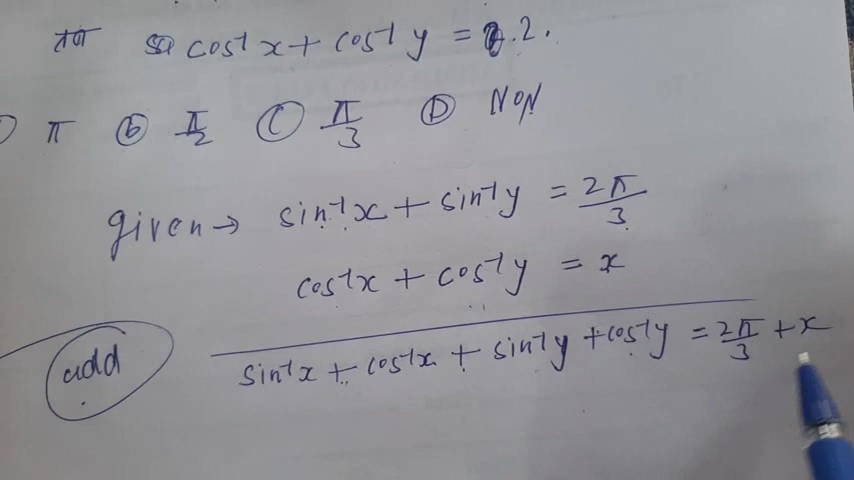 तब cos⁻¹x + cos⁻¹y = ?.
π (b) π/2 (C) π/3 (D) NON
given → sin⁻¹x + sin⁻¹y = 2π/3
cos⁻¹x + cos⁻¹y = x
add sin⁻¹x + cos⁻¹x + sin⁻¹y + cos⁻¹y = 2π/3 + x